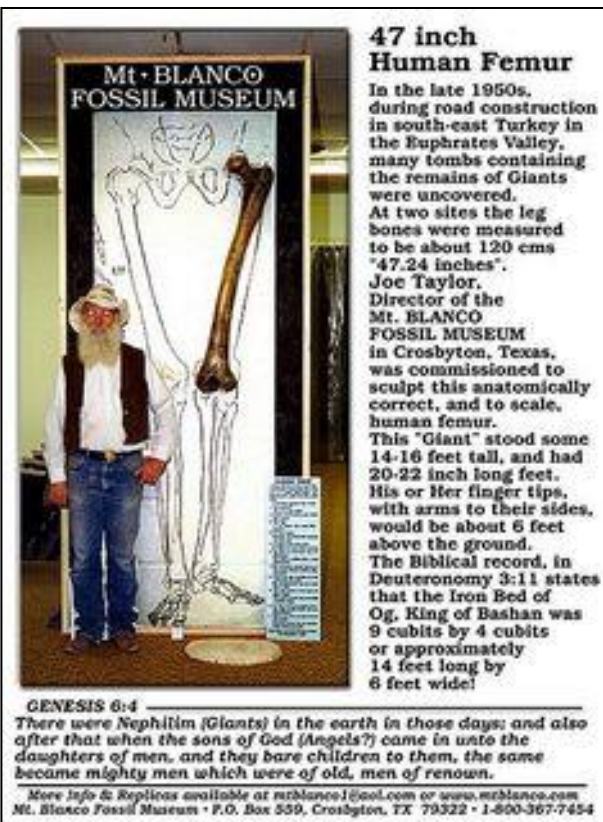 Mt • BLANCO
FOSSIL MUSEUM
47 inch
Human Femur
In the late 1950s,
during road construction
in south-east Turkey in
the Euphrates Valley,
many tombs containing
the remains of Giants
were uncovered.
At two sites the leg
bones were measured
to be about 120 cms
"47.24 inches".
Joe Taylor,
Director of the
Mt. BLANCO
FOSSIL MUSEUM
in Crosbyton, Texas,
was commissioned to
sculpt this anatomically
correct, and to scale,
human femur.
This "Giant" stood some
14-16 feet tall, and had
20-22 inch long feet.
His or Her finger tips,
with arms to their sides,
would be about 6 feet
above the ground.
The Biblical record, in
Deuteronomy 3:11 states
that the Iron Bed of
Og, King of Bashan was
9 cubits by 4 cubits
or approximately
14 feet long by
6 feet wide!
GENESIS 6:4
There were Nephilim (Giants) in the earth in those days; and also
after that when the sons of God (Angels?) came in unto the
daughters of men, and they bare children to them, the same
became mighty men which were of old, men of renown.
More Info & Replicas available at mtblanco1@aol.com or www.mtblanco.com
Mt. Blanco Fossil Museum • P.O. Box 559, Crosbyton, TX 79322 • 1-800-367-7454